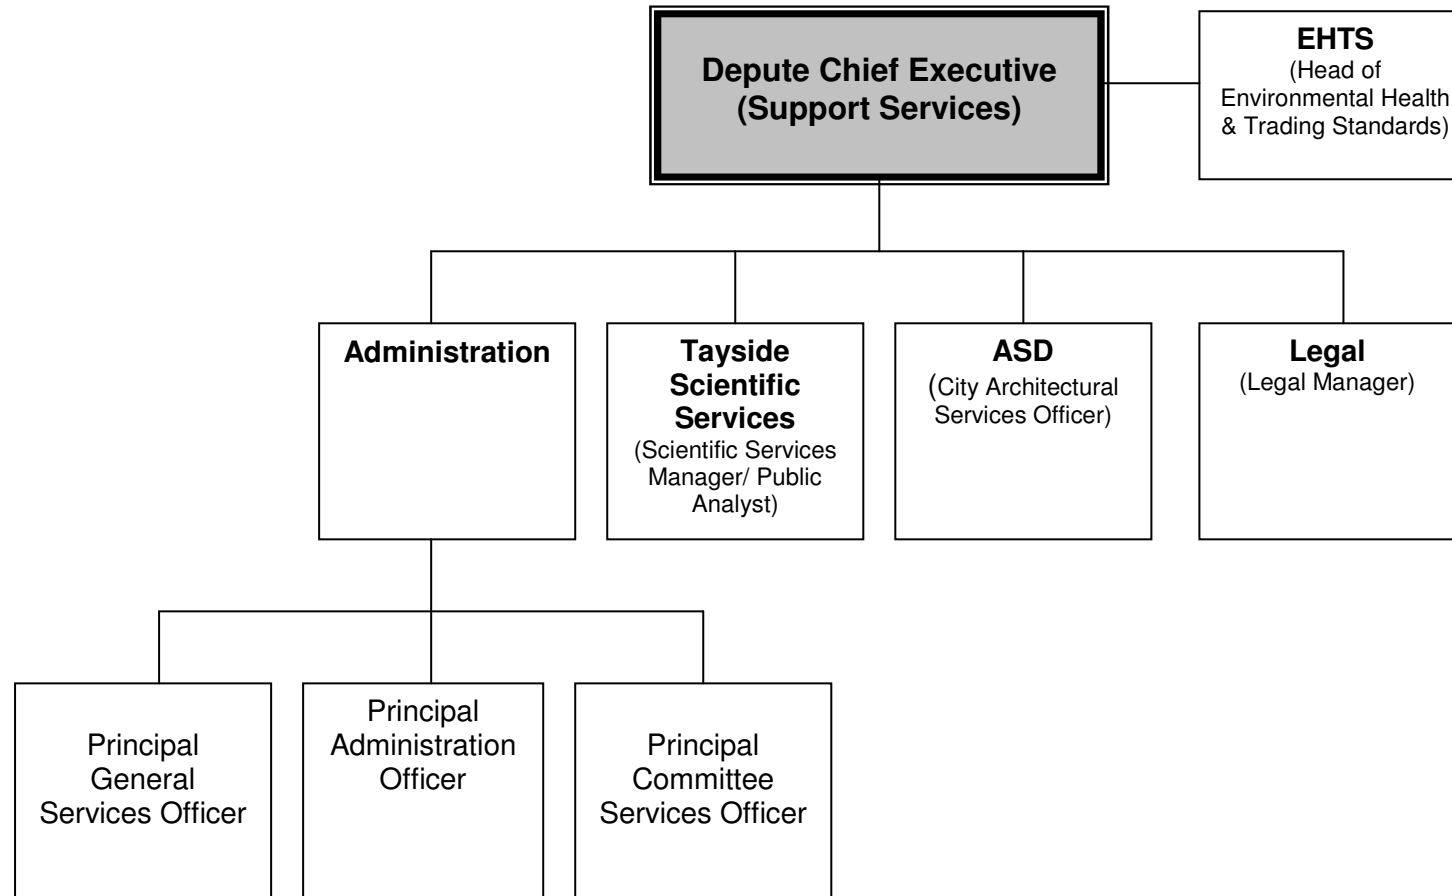 Depute Chief Executive
(Support Services)
EHTS
(Head of
Environmental Health
& Trading Standards)
Administration
Tayside
Scientific
Services
(Scientific Services
Manager/ Public
Analyst)
ASD
(City Architectural
Services Officer)
Legal
(Legal Manager)
Principal
General
Services Officer
Principal
Administration
Officer
Principal
Committee
Services Officer